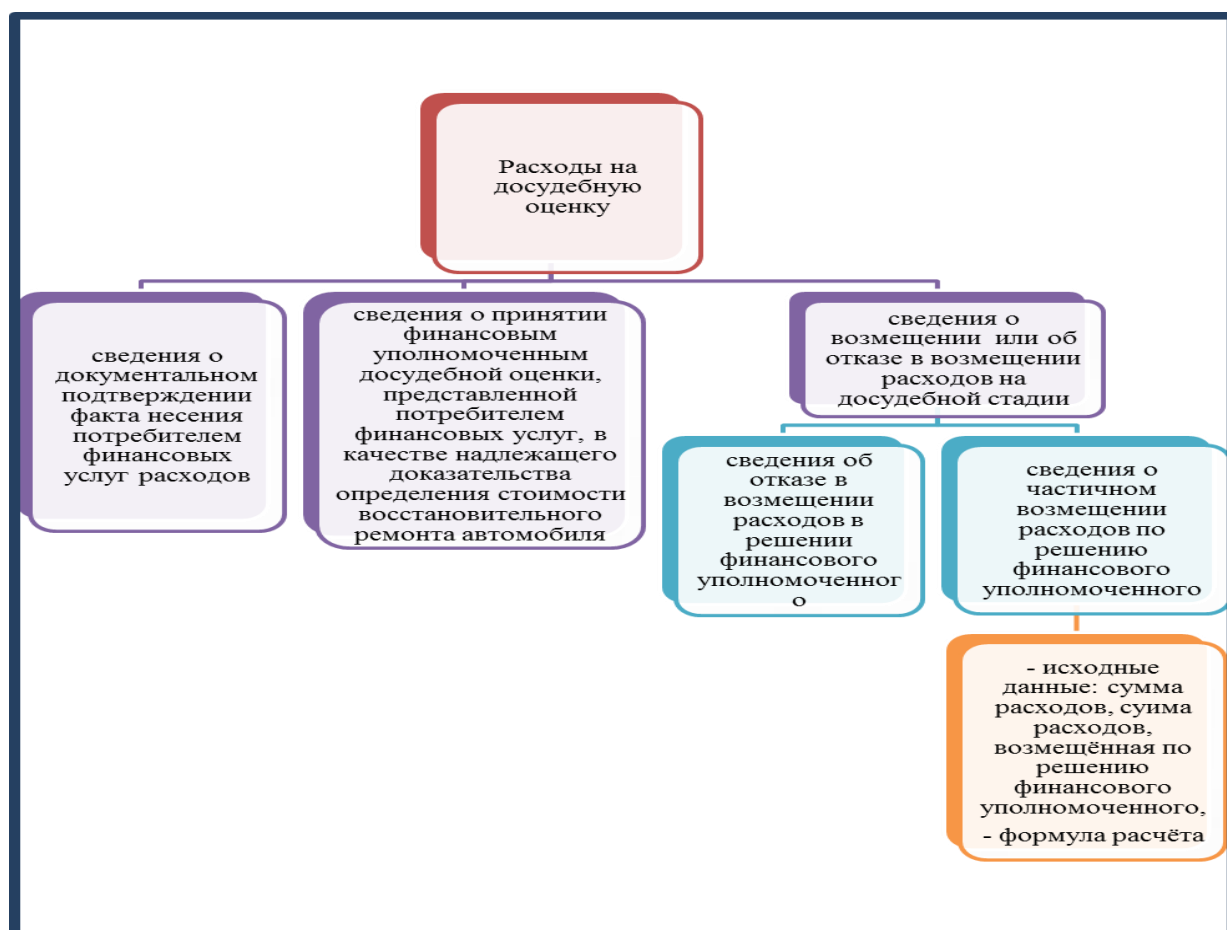 Расходы на
досудебную
оценку
сведения о
документальном
подтверждении
факта несения
потребителем
финансовых
услуг расходов
сведения о принятии
финансовым
уполномоченным
досудебной оценки,
представленной
потребителем
финансовых услуг, в
качестве надлежащего
доказательства
определения стоимости
восстановительного
ремонта автомобиля
сведения о
возмещении или об
отказе в возмещении
расходов на
досудебной стадии
сведения об
отказе в
возмещении
расходов в
решении
финансового
уполномоченног
о
сведения о
частичном
возмещении
расходов по
решению
финансового
уполномоченного
- исходные
данные: сумма
расходов, суима
расходов,
возмещённая по
решению
финансового
уполномоченного,
- формула расчёта